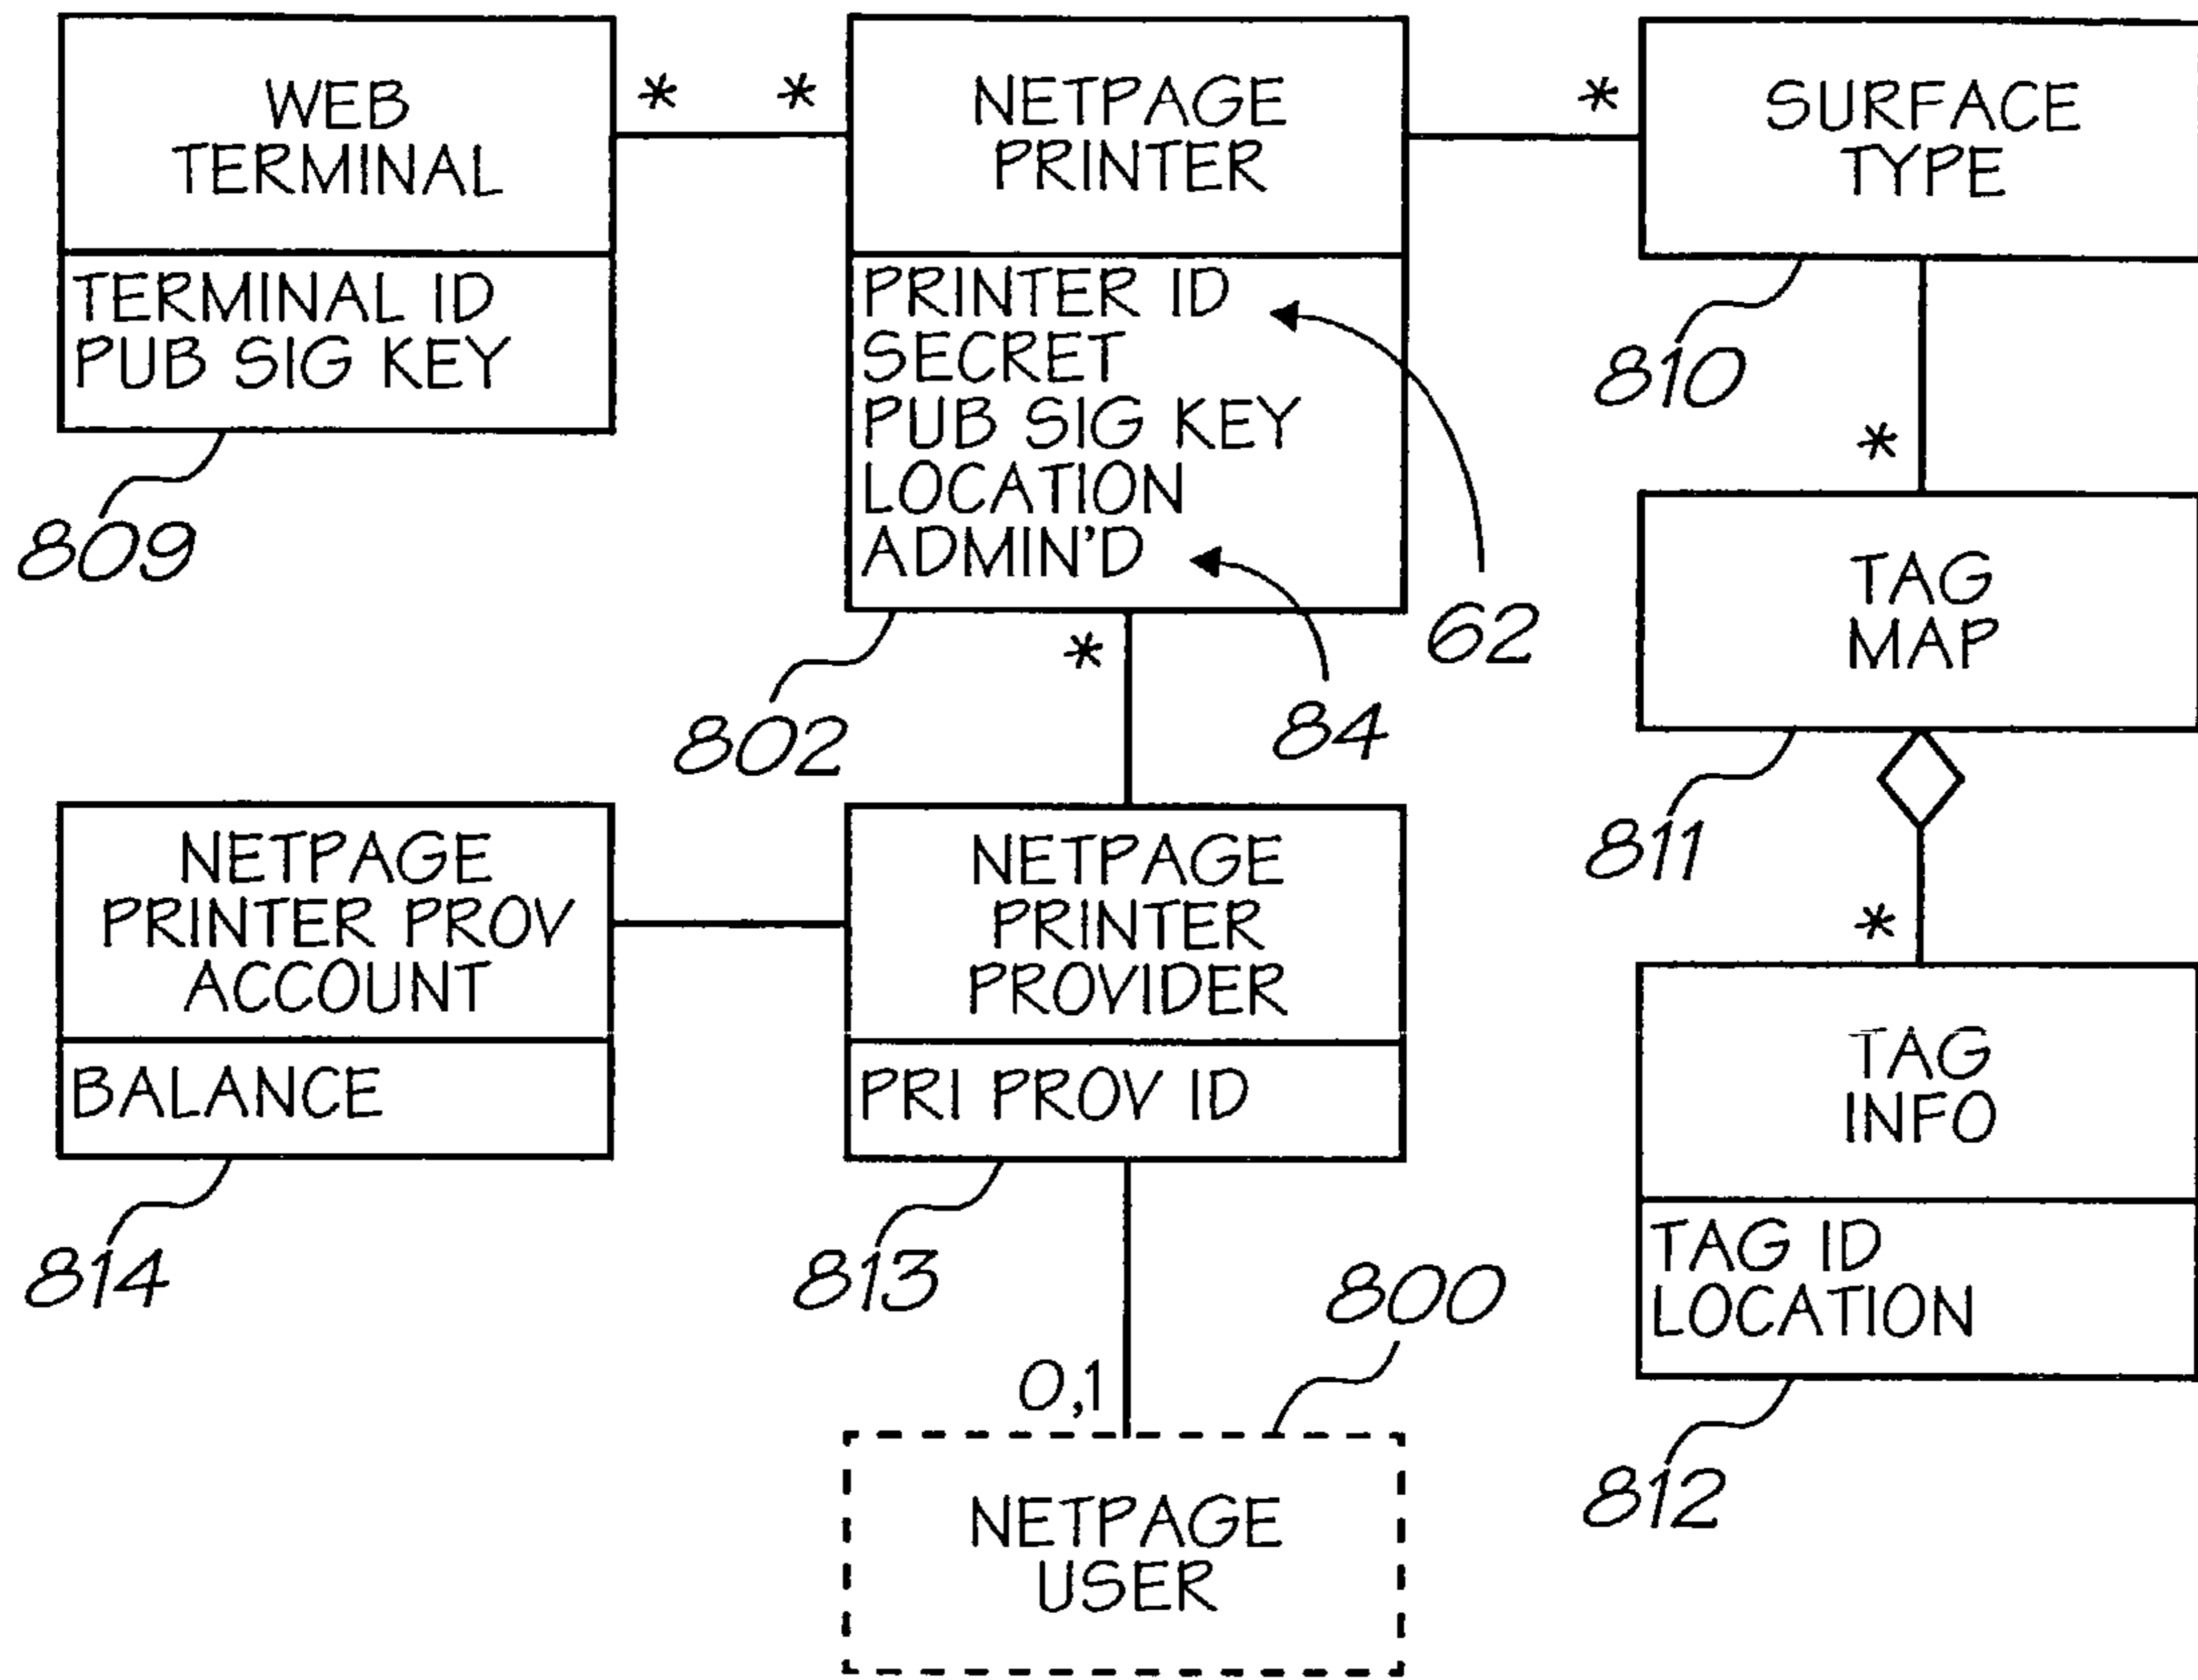 WEB
TERMINAL
TERMINAL ID
PUB SIG KEY
809
*
*
NETPAGE
PRINTER
PRINTER ID
SECRET
PUB SIG KEY
LOCATION
ADMIN'D
62
84
802
*
*
SURFACE
TYPE
810
*
TAG
MAP
811
*
TAG
INFO
TAG ID
LOCATION
812
NETPAGE
PRINTER PROV
ACCOUNT
BALANCE
814
NETPAGE
PRINTER
PROVIDER
PRI PROV ID
813
0,1
800
NETPAGE
USER